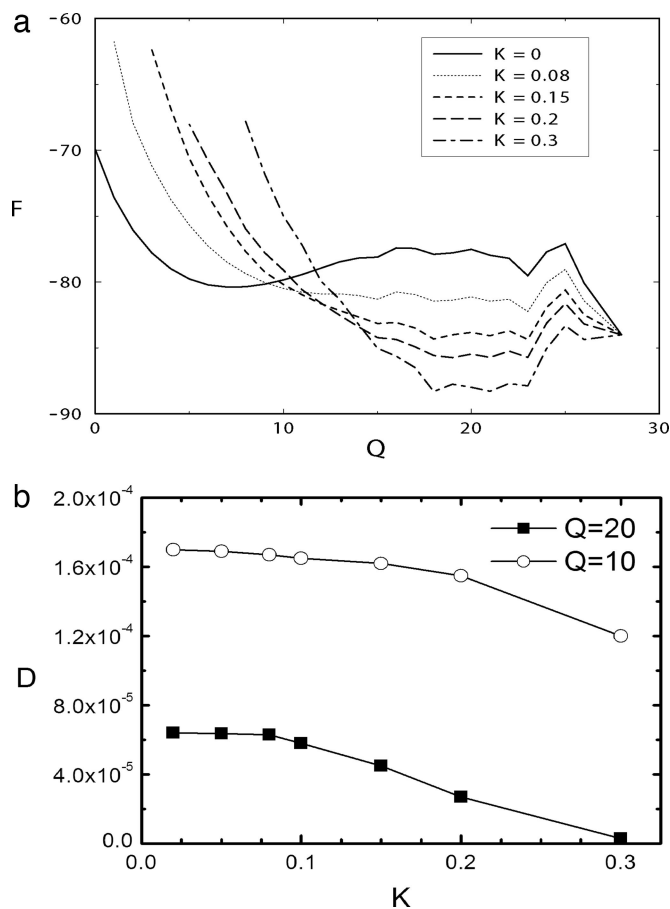 a
-60
-70
-80
-90
F
0
10
20
30
Q
K = 0
K = 0.08
K = 0.15
K = 0.2
K = 0.3
b
2.0x10-4
1.6x10-4
1.2x10-4
8.0x10-5
4.0x10-5
0.0
D
0.0
0.1
0.2
0.3
K
Q=20
Q=10